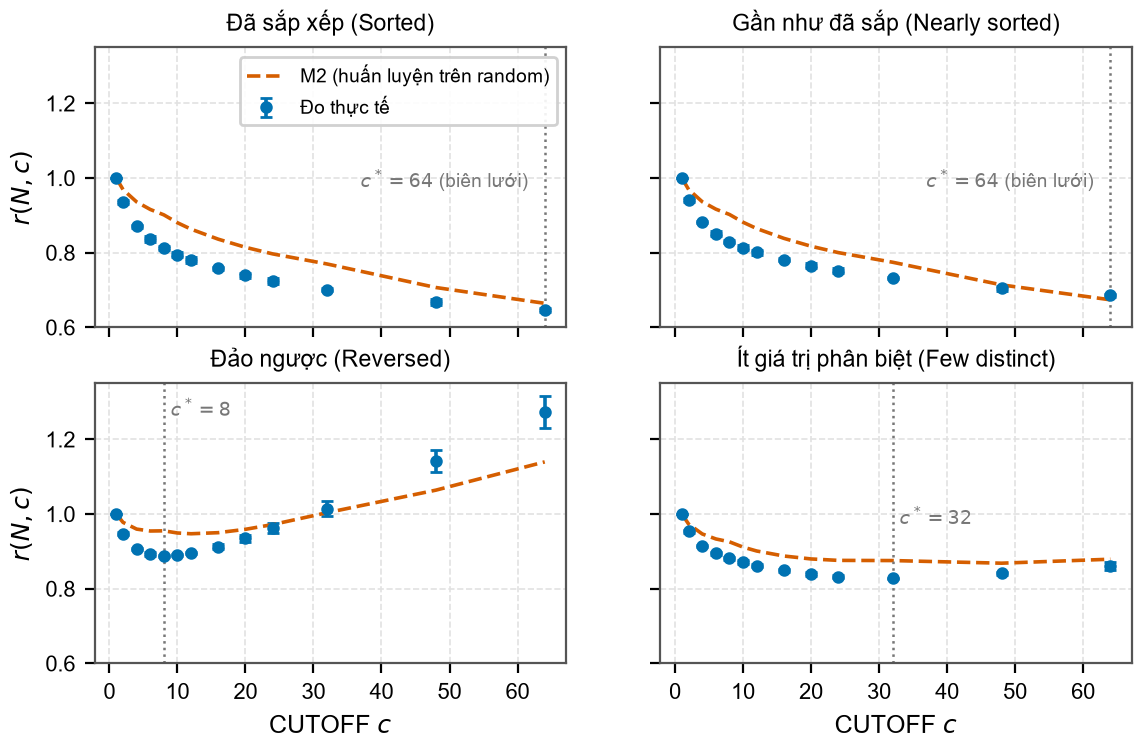 Đã sắp xếp (Sorted)
Gần như đã sắp (Nearly sorted)
M2 (huấn luyện trên random)
Đo thực tế
r(N, c)
1.2
1.0
0.8
0.6
c* = 64 (biên lưới)
c* = 64 (biên lưới)
Đảo ngược (Reversed)
Ít giá trị phân biệt (Few distinct)
r(N, c)
1.2
1.0
0.8
0.6
c* = 8
c* = 32
0 10 20 30 40 50 60
0 10 20 30 40 50 60
CUTOFF c
CUTOFF c